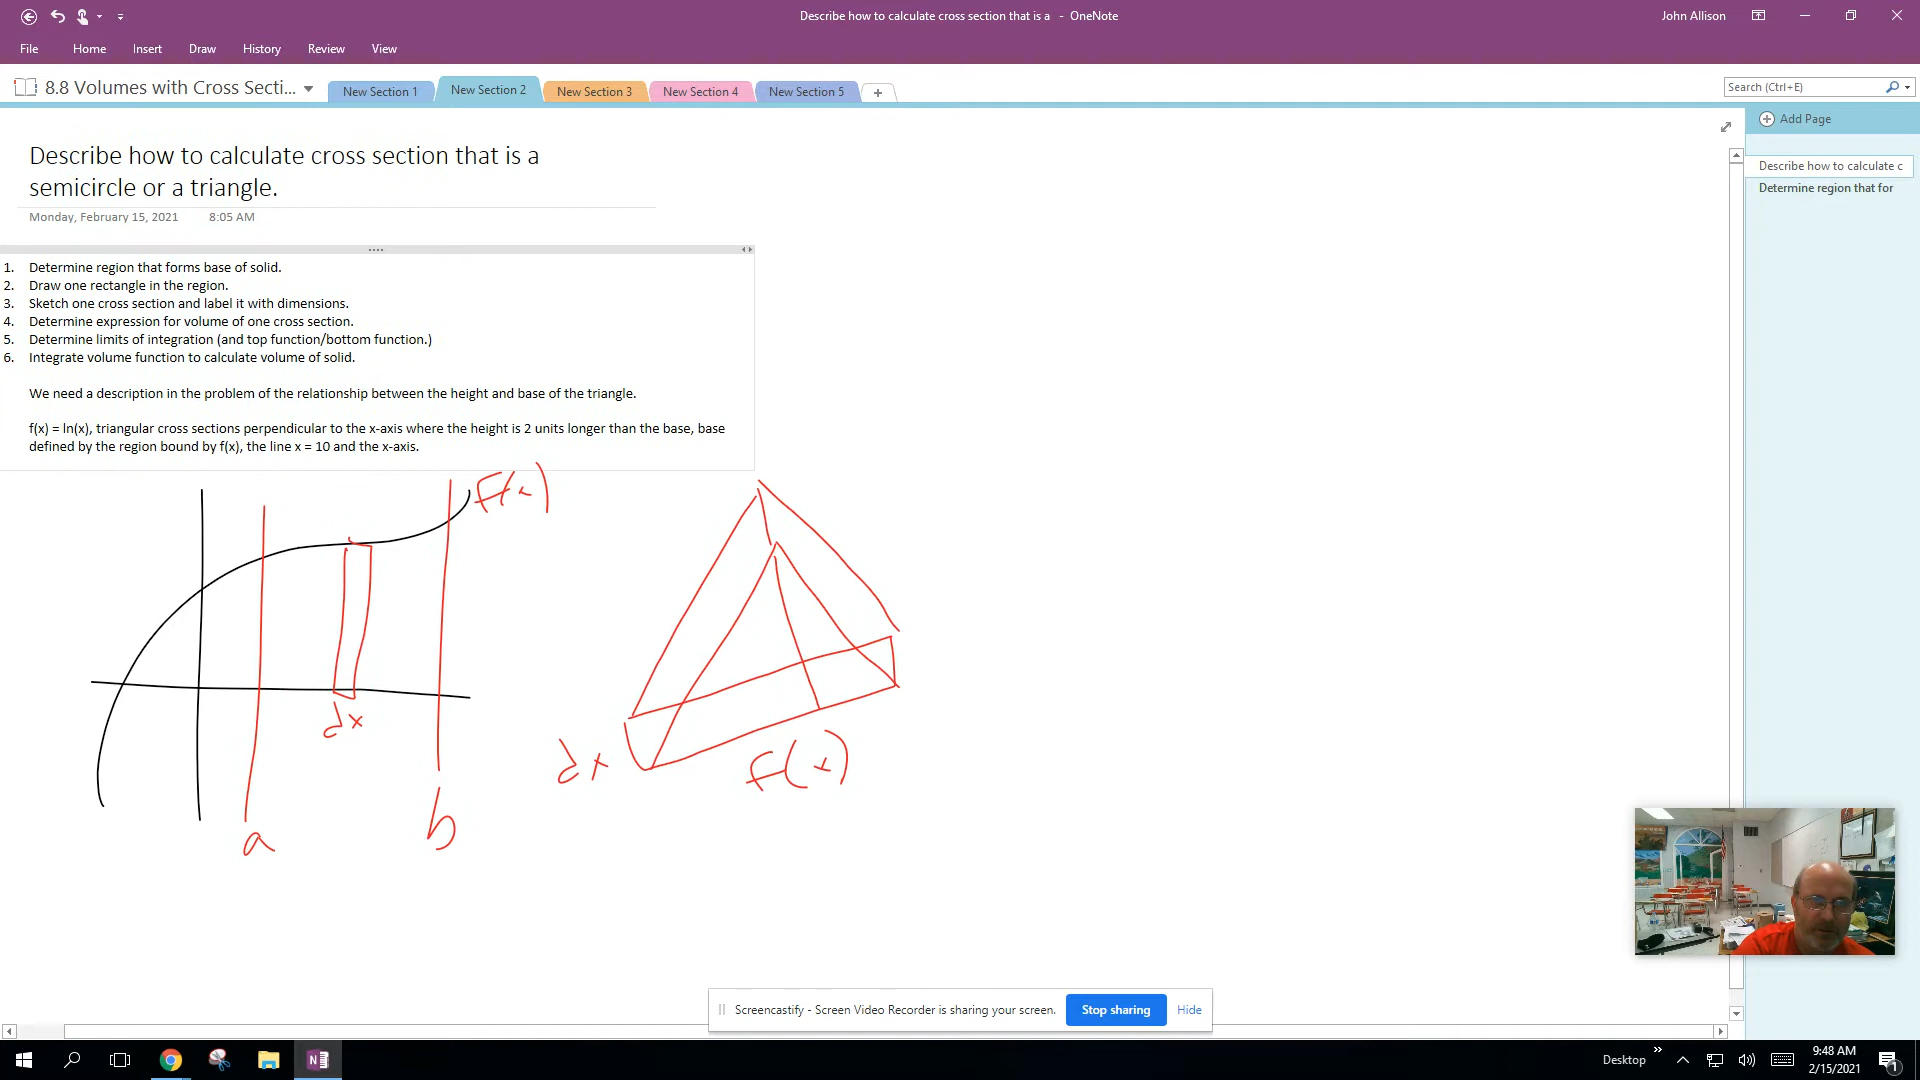 Describe how to calculate cross section that is a - OneNote
John Allison
File Home Insert Draw History Review View
8.8 Volumes with Cross Secti...
New Section 1 New Section 2 New Section 3 New Section 4 New Section 5
Search (Ctrl+E)
Add Page
Describe how to calculate c
Determine region that for
Describe how to calculate cross section that is a
semicircle or a triangle.
Monday, February 15, 2021 8:05 AM
1. Determine region that forms base of solid.
2. Draw one rectangle in the region.
3. Sketch one cross section and label it with dimensions.
4. Determine expression for volume of one cross section.
5. Determine limits of integration (and top function/bottom function.)
6. Integrate volume function to calculate volume of solid.
We need a description in the problem of the relationship between the height and base of the triangle.
f(x) = ln(x), triangular cross sections perpendicular to the x-axis where the height is 2 units longer than the base, base
defined by the region bound by f(x), the line x = 10 and the x-axis.
f(x)
dx
dx
f(x)
a
b
Screencastify - Screen Video Recorder is sharing your screen. Stop sharing Hide
Desktop
9:48 AM
2/15/2021
1